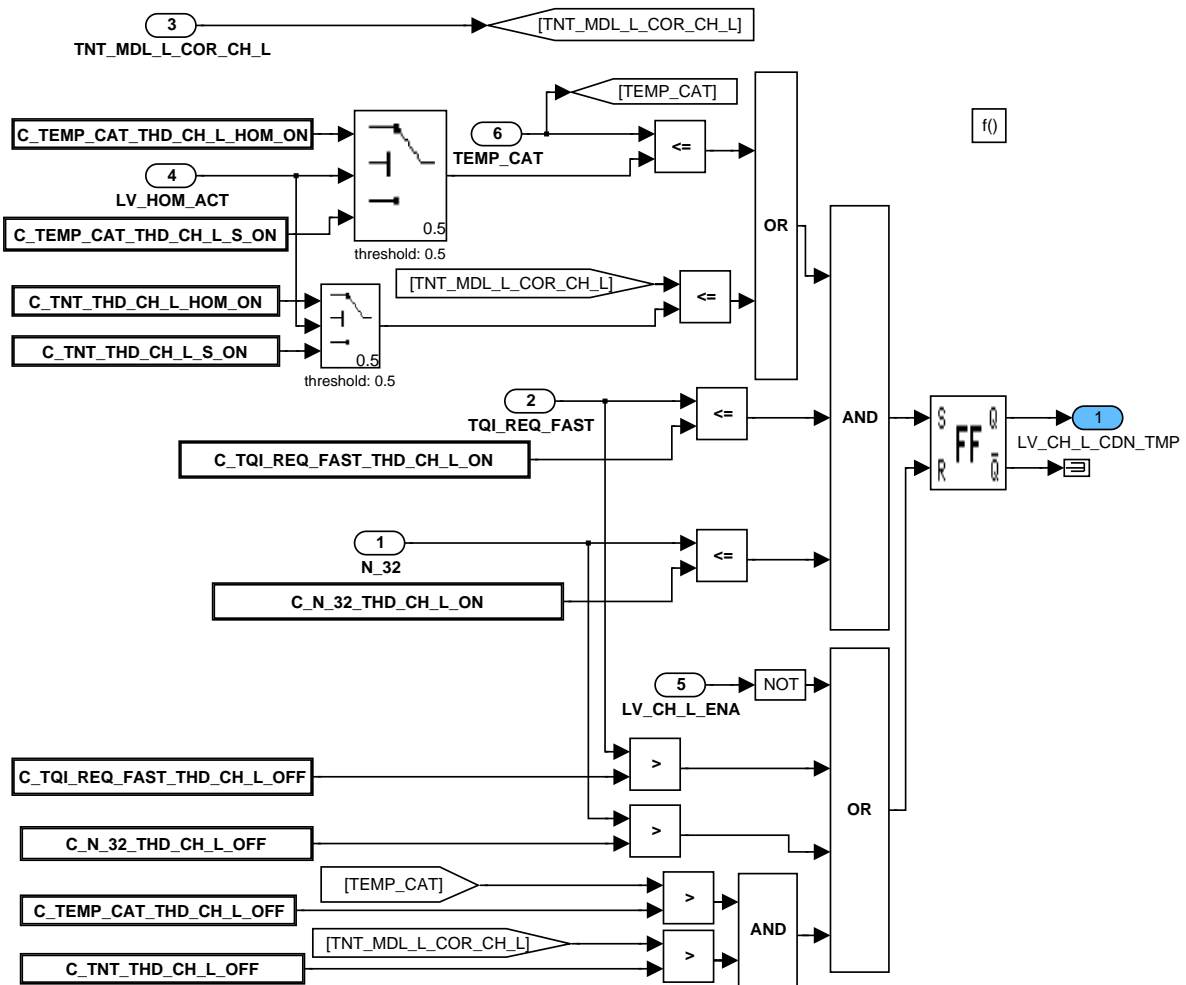 3
[TNT_MDL_L_COR_CH_L]
TNT_MDL_L_COR_CH_L
[TEMP_CAT]
C_TEMP_CAT_THD_CH_L_HOM_ON
6
<=
f()
TEMP_CAT
4
LV_HOM_ACT
C_TEMP_CAT_THD_CH_L_S_ON
0.5
threshold: 0.5
OR
[TNT_MDL_L_COR_CH_L]
<=
C_TNT_THD_CH_L_HOM_ON
C_TNT_THD_CH_L_S_ON
0.5
threshold: 0.5
2
<=
TQI_REQ_FAST
AND
S Q
FF
R Q
1
LV_CH_L_CDN_TMP
C_TQI_REQ_FAST_THD_CH_L_ON
1
<=
N_32
C_N_32_THD_CH_L_ON
5
NOT
LV_CH_L_ENA
>
C_TQI_REQ_FAST_THD_CH_L_OFF
OR
>
C_N_32_THD_CH_L_OFF
[TEMP_CAT]
>
C_TEMP_CAT_THD_CH_L_OFF
AND
[TNT_MDL_L_COR_CH_L]
>
C_TNT_THD_CH_L_OFF